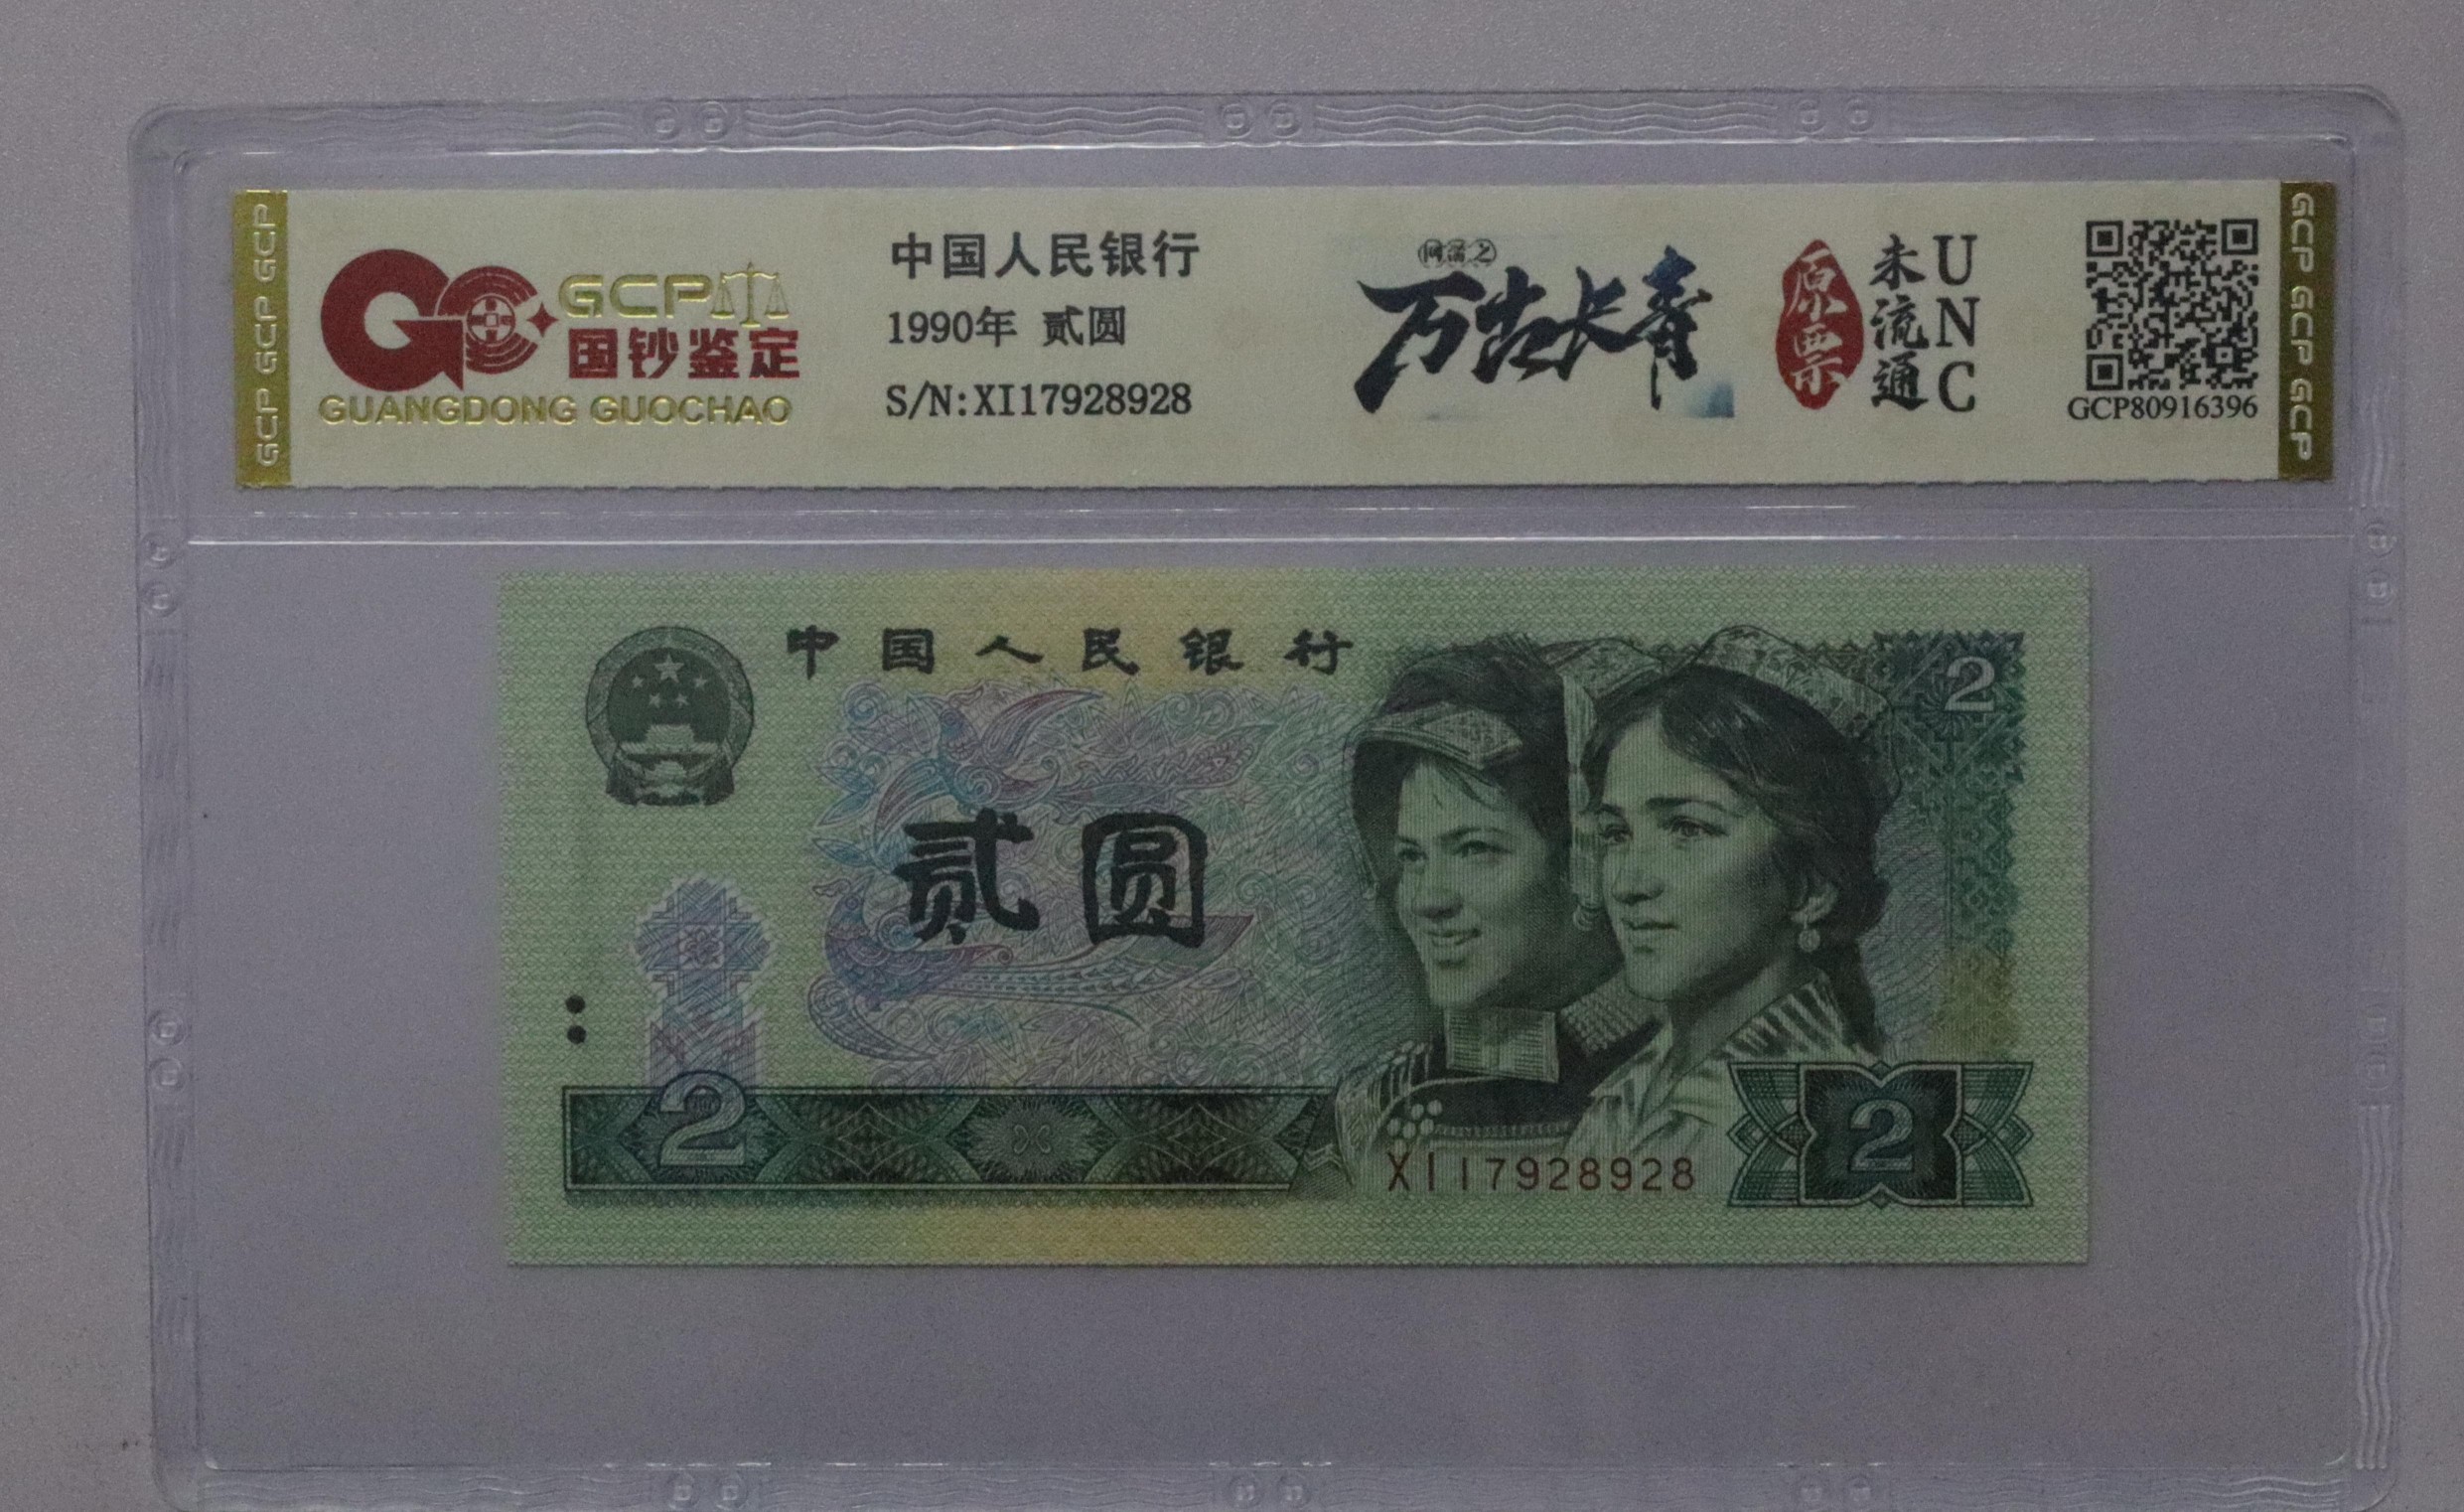 GCP GCP GCP
GCP
国钞鉴定
GUANGDONG GUOCHAO
中国人民银行
1990年 贰圆
S/N:XI17928928
万古长青
原票
未流通
UNC
GCP80916396
GCP GCP GCP
中国人民银行
2
贰圆
2
XI17928928
2